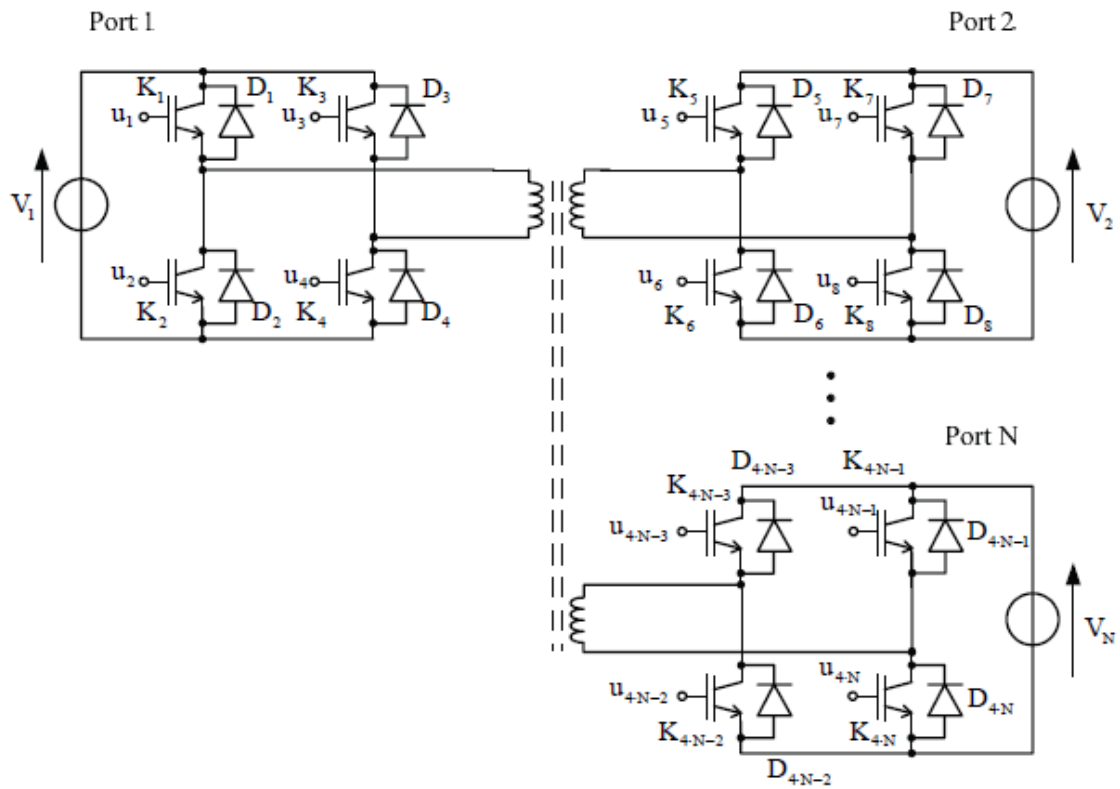 Port 1
Port 2
K1 D1 K3 D3
u1 u3
V1
u2 u4
K2 D2 K4 D4
K5 D5 K7 D7
u5 u7
V2
u6 u8
K6 D6 K8 D8
Port N
D4·N−3 K4·N−1
K4·N−3
u4·N−3 u4·N−1 D4·N−1
VN
u4·N−2 u4·N D4·N
K4·N−2 K4·N
D4·N−2